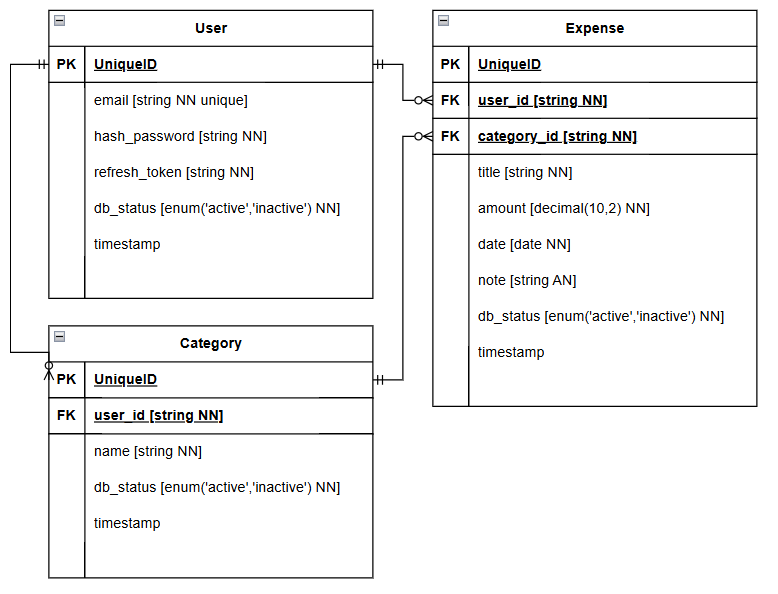 User
PK UniqueID
email [string NN unique]
hash_password [string NN]
refresh_token [string NN]
db_status [enum('active','inactive') NN]
timestamp
Expense
PK UniqueID
FK user_id [string NN]
FK category_id [string NN]
title [string NN]
amount [decimal(10,2) NN]
date [date NN]
note [string AN]
db_status [enum('active','inactive') NN]
timestamp
Category
PK UniqueID
FK user_id [string NN]
name [string NN]
db_status [enum('active','inactive') NN]
timestamp